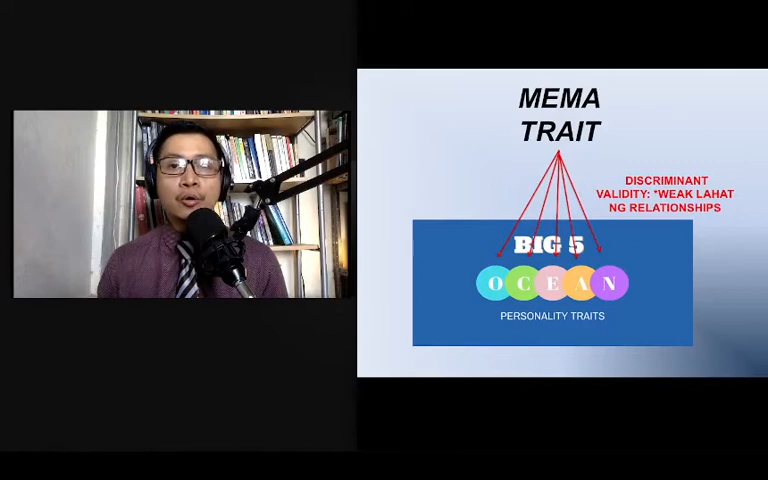 MEMA
TRAIT
DISCRIMINANT
VALIDITY: *WEAK LAHAT
NG RELATIONSHIPS
BIG 5
O C E A N
PERSONALITY TRAITS